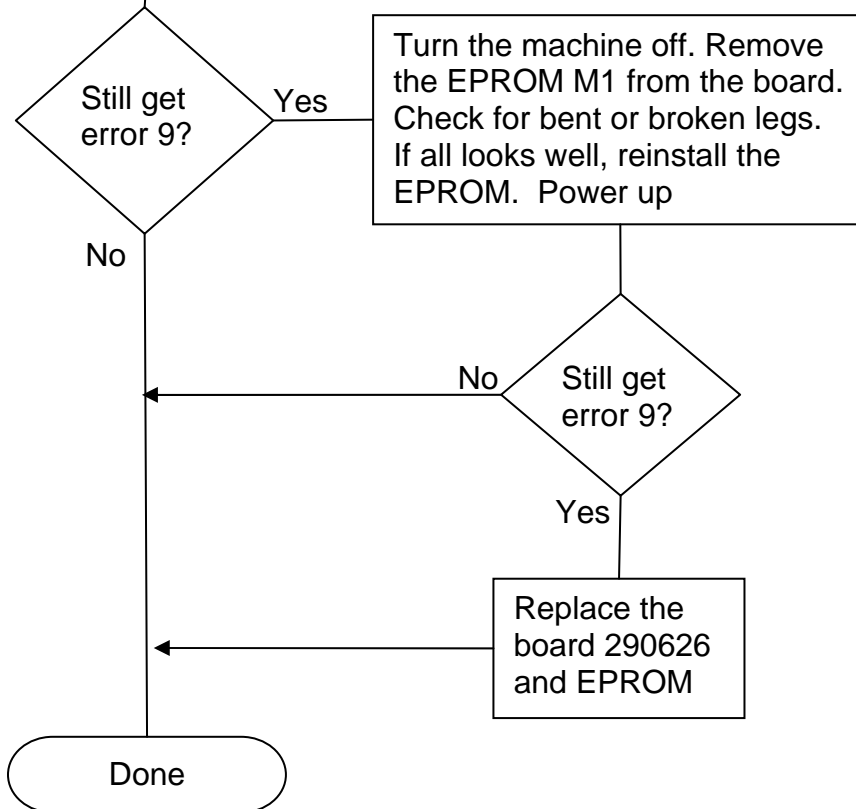 Still get
error 9?
Yes
Turn the machine off. Remove
the EPROM M1 from the board.
Check for bent or broken legs.
If all looks well, reinstall the
EPROM.  Power up
No
No
Still get
error 9?
Yes
Replace the
board 290626
and EPROM
Done